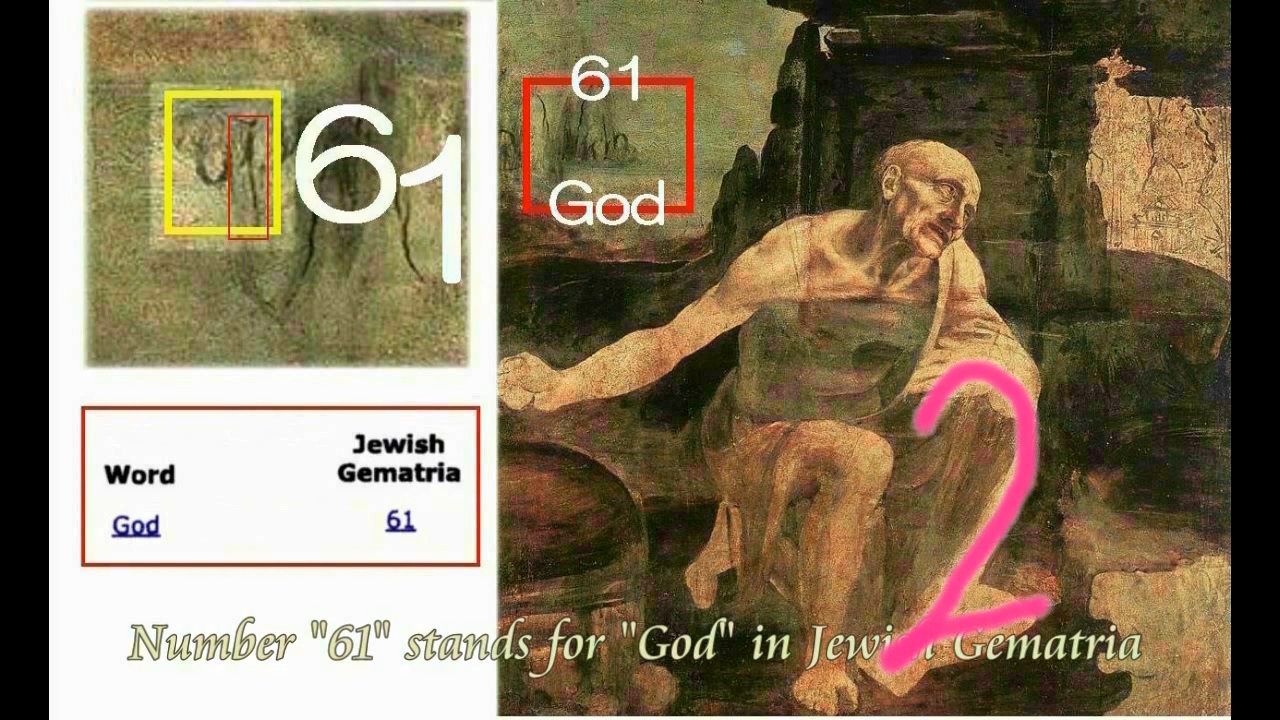 61
61
God
Word
Jewish
Gematria
God
61
2
Number "61" stands for "God" in Jewish Gematria